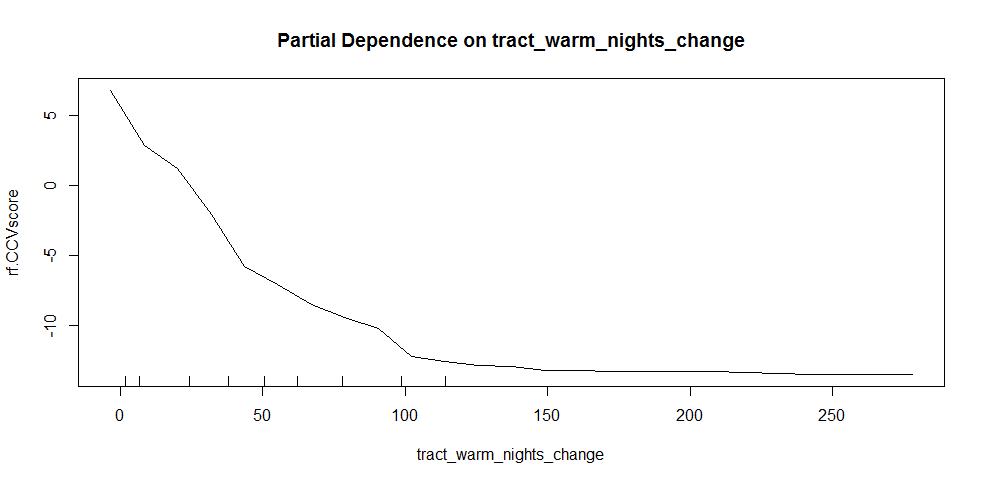 Partial Dependence on tract_warm_nights_change
rf.CCVscore
5
0
-5
-10
0 50 100 150 200 250
tract_warm_nights_change